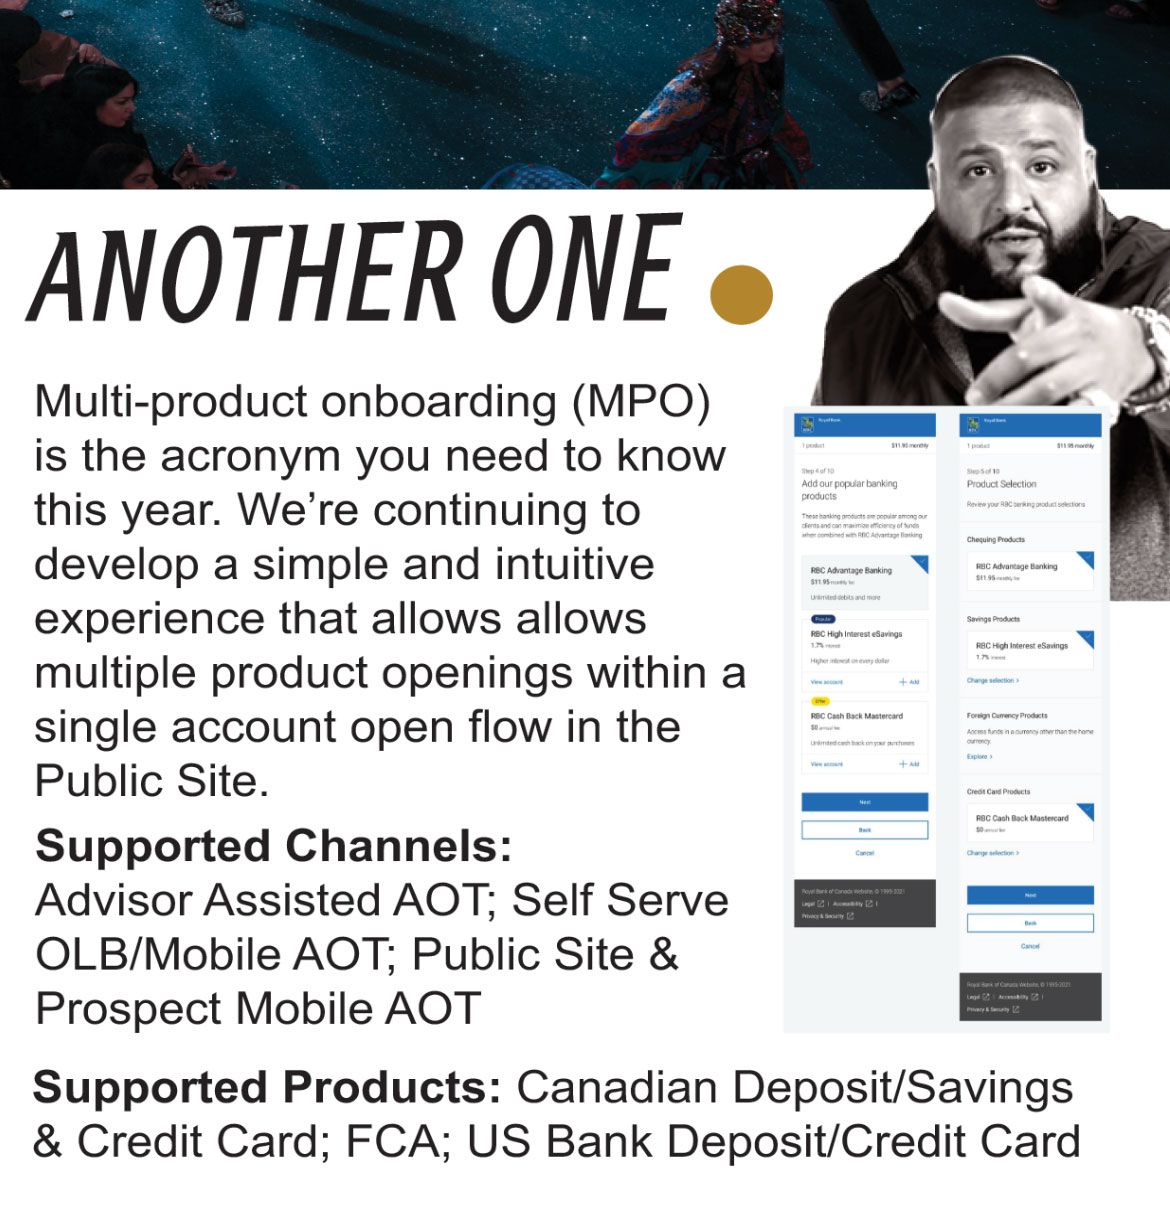 ANOTHER ONE
Multi-product onboarding (MPO)
is the acronym you need to know
this year. We're continuing to
develop a simple and intuitive
experience that allows allows
multiple product openings within a
single account open flow in the
Public Site.
Supported Channels:
Advisor Assisted AOT; Self Serve
OLB/Mobile AOT; Public Site &
Prospect Mobile AOT
Supported Products: Canadian Deposit/Savings
& Credit Card; FCA; US Bank Deposit/Credit Card
RBC
Royal Bank
1 product $11.95 monthly
Step 4 of 10
Add our popular banking
products
These banking products are popular among our
clients and can maximize efficiency of funds
when combined with RBC Advantage Banking
RBC Advantage Banking
$11.95 monthly fee
Unlimited debits and more
Popular
RBC High Interest eSavings
1.7% interest
Higher interest on every dollar
View account + Add
Offer
RBC Cash Back Mastercard
$0 annual fee
Unlimited cash back on your purchases
View account + Add
Next
Back
Cancel
Royal Bank of Canada Website, © 1995-2021
Legal | Accessibility |
Privacy & Security
RBC
Royal Bank
1 product $11.95 monthly
Step 5 of 10
Product Selection
Review your RBC banking product selections
Chequing Products
RBC Advantage Banking
$11.95 monthly fee
Savings Products
RBC High Interest eSavings
1.7% interest
Change selection >
Foreign Currency Products
Access funds in a currency other than the home
currency.
Explore >
Credit Card Products
RBC Cash Back Mastercard
$0 annual fee
Change selection >
Next
Back
Cancel
Royal Bank of Canada Website, © 1995-2021
Legal | Accessibility |
Privacy & Security